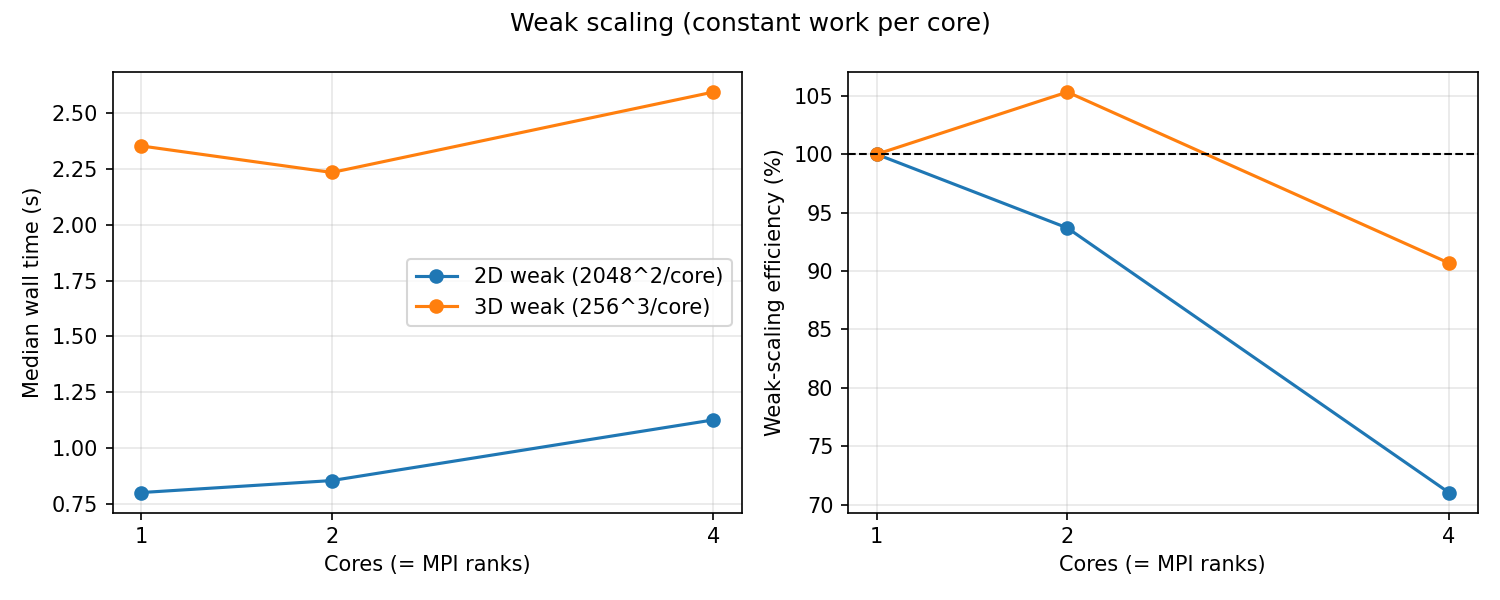 Weak scaling (constant work per core)
Median wall time (s)
2.50
2.25
2.00
1.75
1.50
1.25
1.00
0.75
2D weak (2048^2/core)
3D weak (256^3/core)
1 2 4
Cores (= MPI ranks)
Weak-scaling efficiency (%)
105
100
95
90
85
80
75
70
1 2 4
Cores (= MPI ranks)